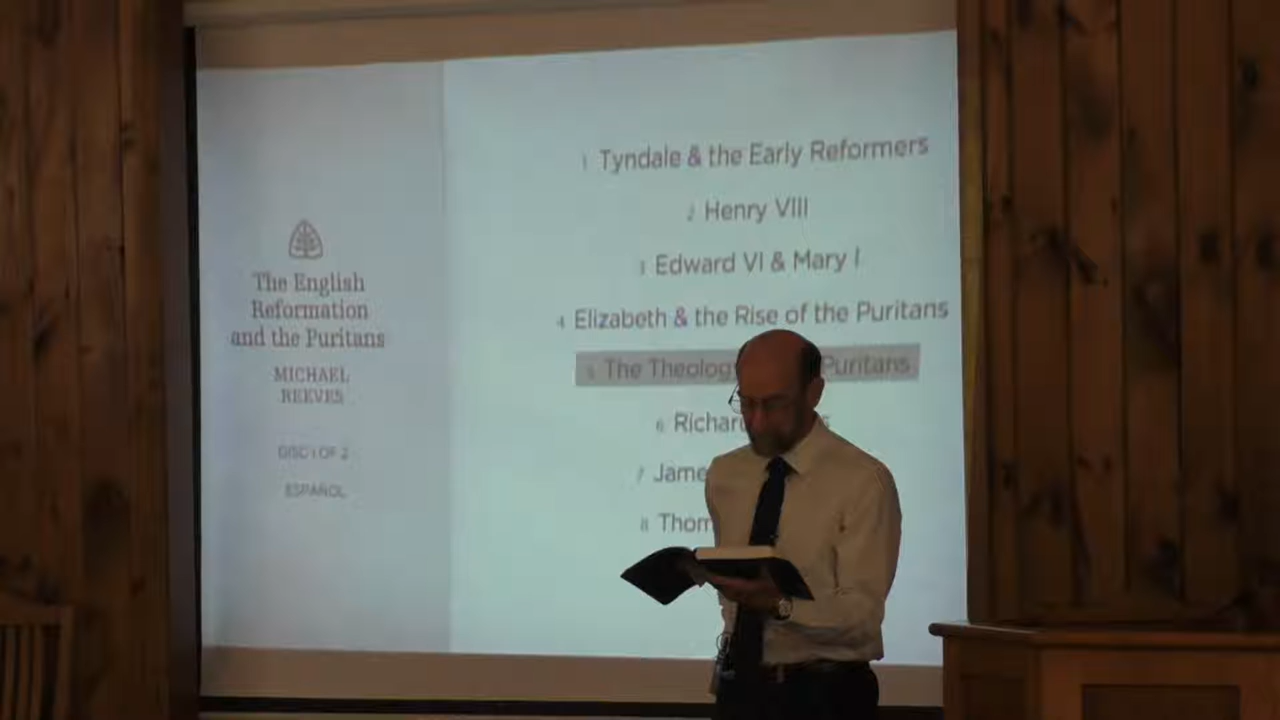 The English
Reformation
and the Puritans
MICHAEL
REEVES
DISC 1 OF 2
ESPAÑOL
1 Tyndale & the Early Reformers
2 Henry VIII
3 Edward VI & Mary I
4 Elizabeth & the Rise of the Puritans
5 The Theolog Puritans
6 Richar s
7 Jame
8 Thom